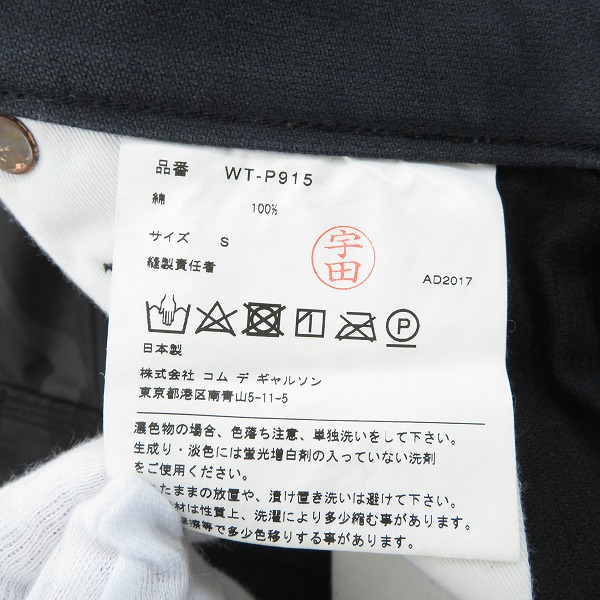 品番 WT-P915
綿 100%
サイズ S
縫製責任者 宇田
AD2017
P
日本製
株式会社 コム デ ギャルソン
東京都港区南青山5-11-5
濃色物の場合、色落ち注意、単独洗いをして下さい。
生成り・淡色には蛍光増白剤の入っていない洗剤
をご使用ください。
たままの放置や、漬け置き洗いは避けて下さい。
材は性質上、洗濯により多少縮む事があります。
等で多少色移りする事があります。